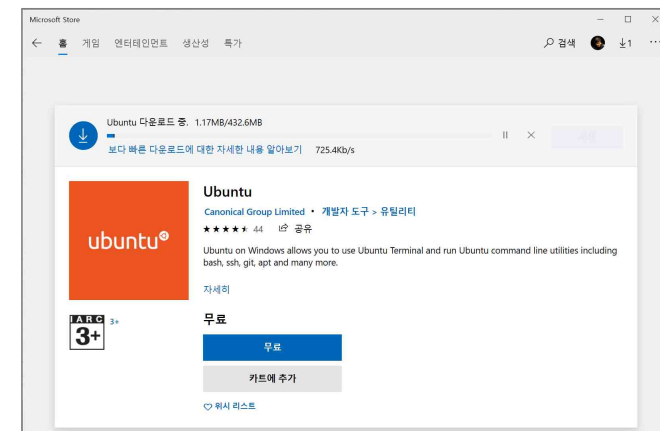 Microsoft Store
홈 게임 엔터테인먼트 생산성 특가 검색 1
Ubuntu 다운로드 중. 1.17MB/432.6MB
보다 빠른 다운로드에 대한 자세한 내용 알아보기 725.4Kb/s
ubuntu
Ubuntu
Canonical Group Limited • 개발자 도구 > 유틸리티
44 공유
Ubuntu on Windows allows you to use Ubuntu Terminal and run Ubuntu command line utilities including
bash, ssh, git, apt and many more.
자세히
IARC
3+
3+
무료
무료
카트에 추가
위시 리스트